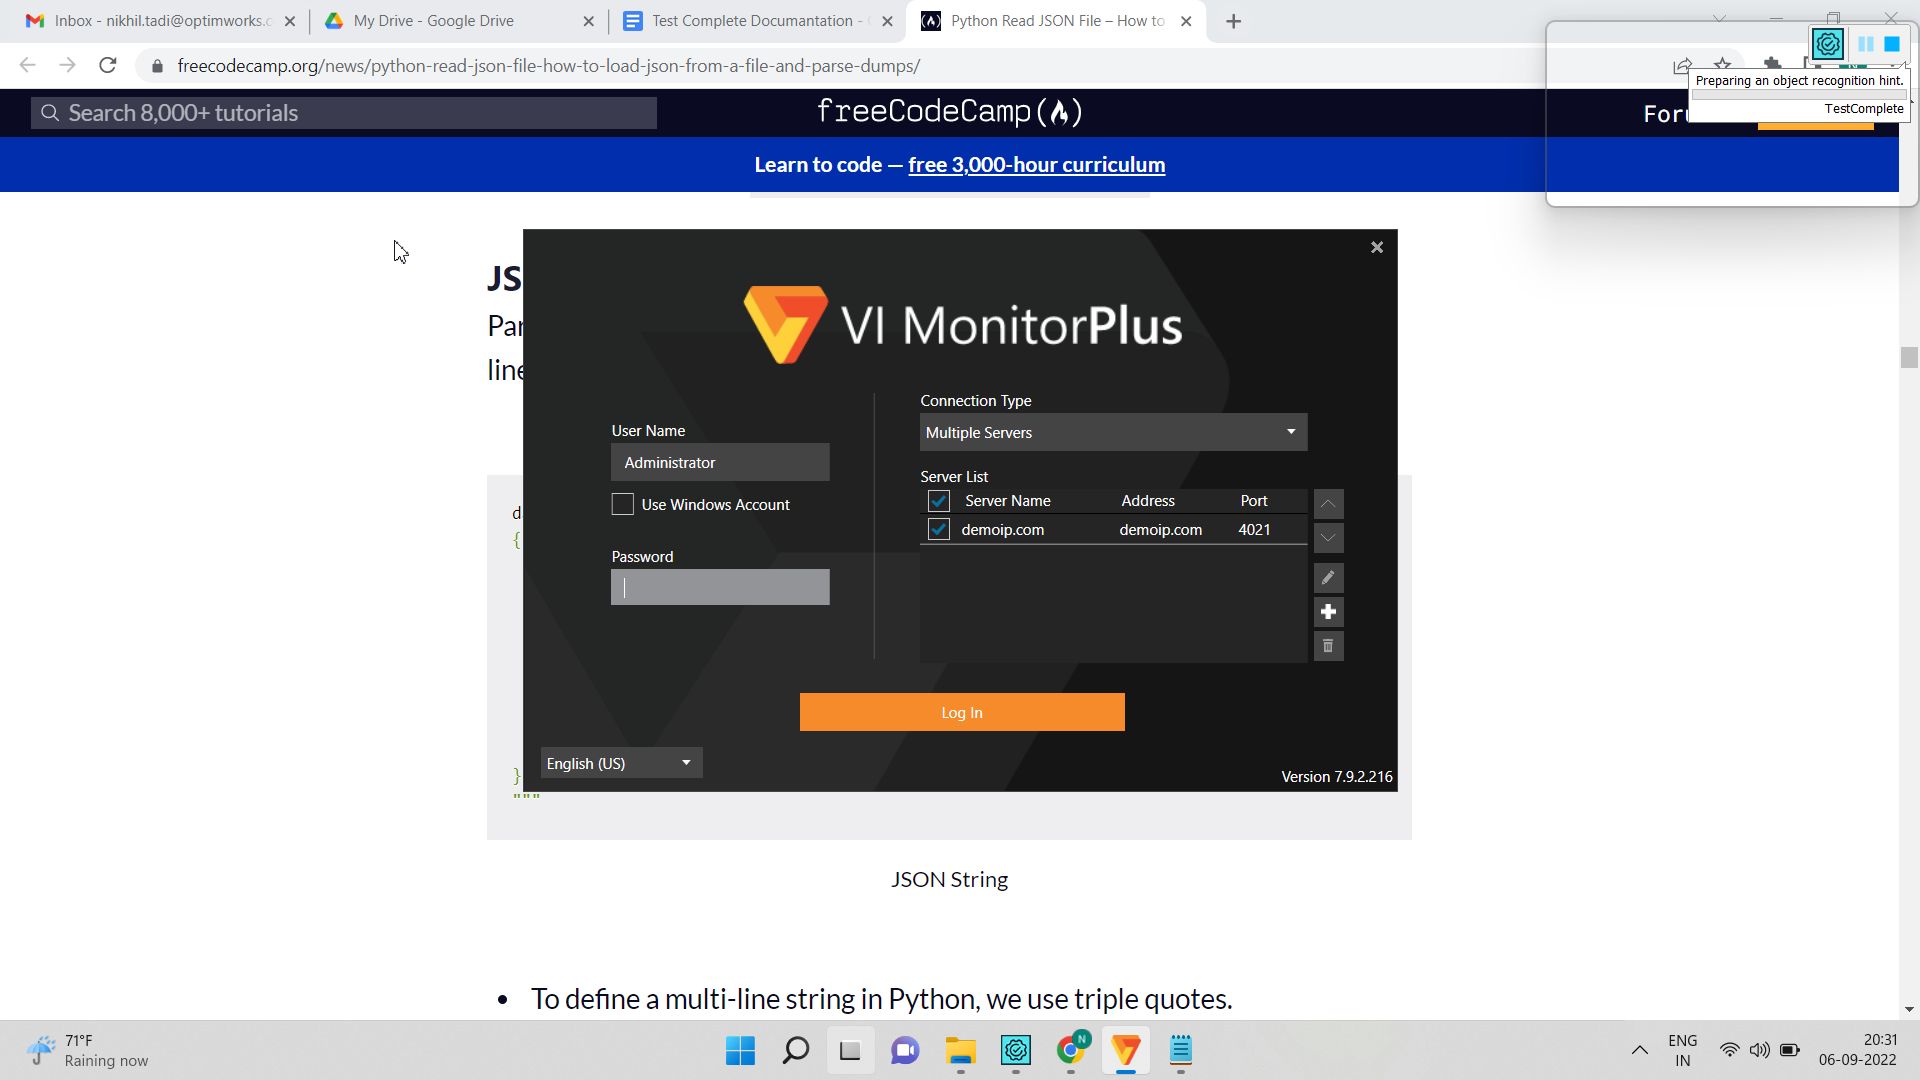 Inbox - nikhil.tadi@optimworks.c
My Drive - Google Drive
Test Complete Documantation -
Python Read JSON File – How to
freecodecamp.org/news/python-read-json-file-how-to-load-json-from-a-file-and-parse-dumps/
Preparing an object recognition hint.
TestComplete
Search 8,000+ tutorials
freeCodeCamp
Learn to code — free 3,000-hour curriculum
JS
Par
line
VI MonitorPlus
User Name
Administrator
Use Windows Account
Password
Connection Type
Multiple Servers
Server List
Server Name Address Port
demoip.com demoip.com 4021
Log In
English (US)
Version 7.9.2.216
d
{
}
"""
JSON String
• To define a multi-line string in Python, we use triple quotes.
71°F
Raining now
N
ENG
IN
20:31
06-09-2022